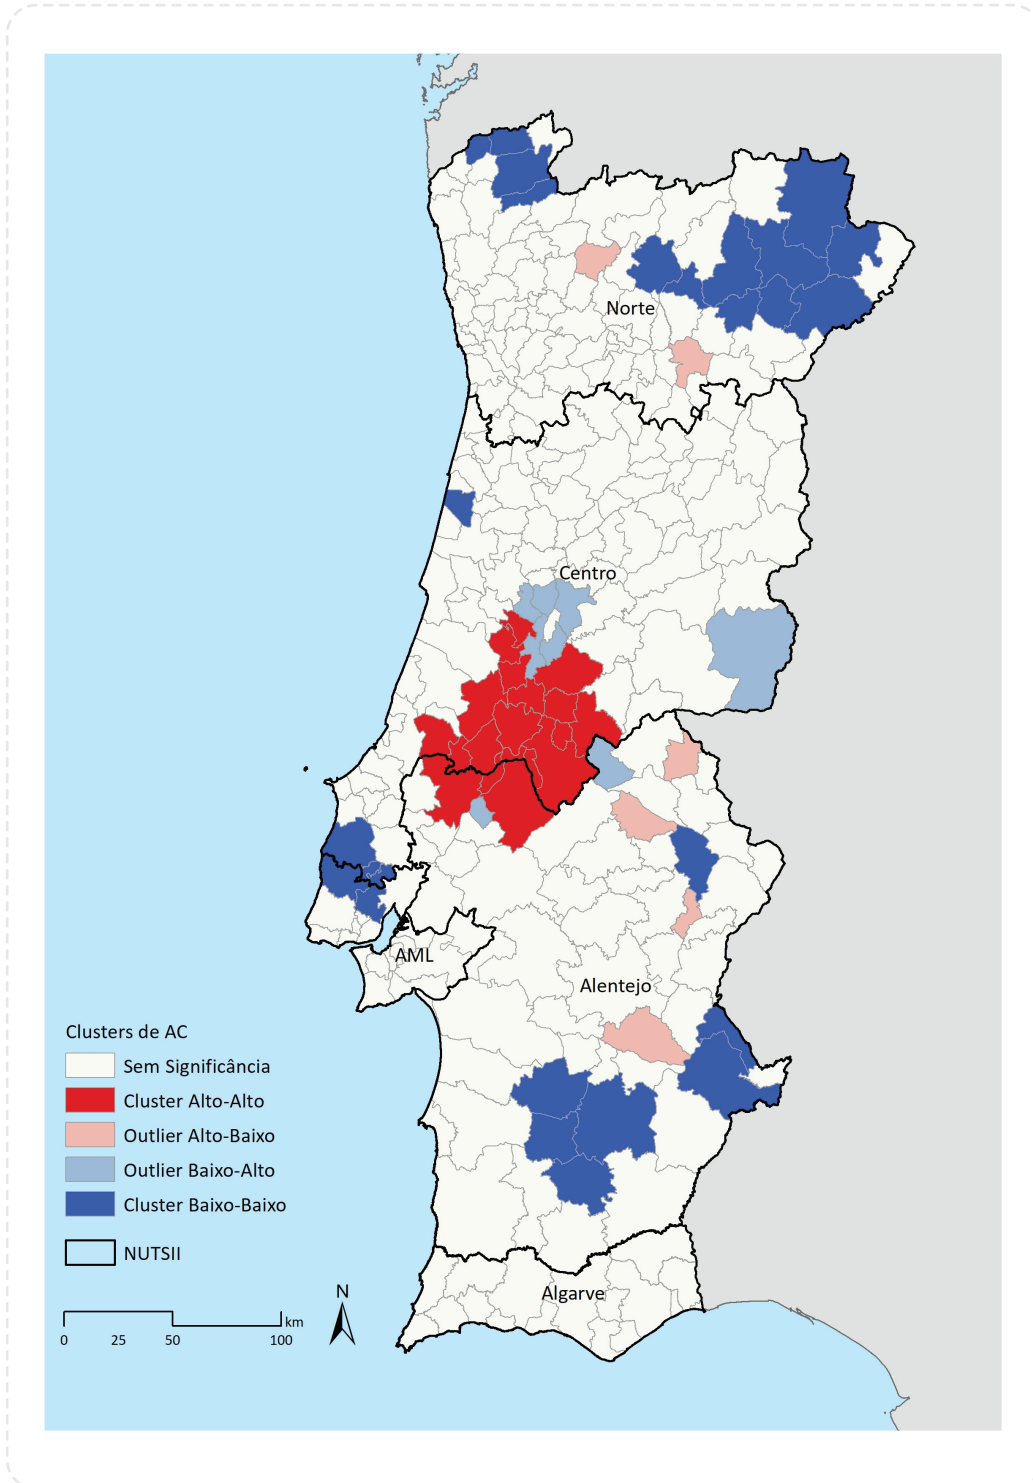 Norte
Centro
AML
Alentejo
Algarve
Clusters de AC
Sem Significância
Cluster Alto-Alto
Outlier Alto-Baixo
Outlier Baixo-Alto
Cluster Baixo-Baixo
NUTSII
N
km
0 25 50 100